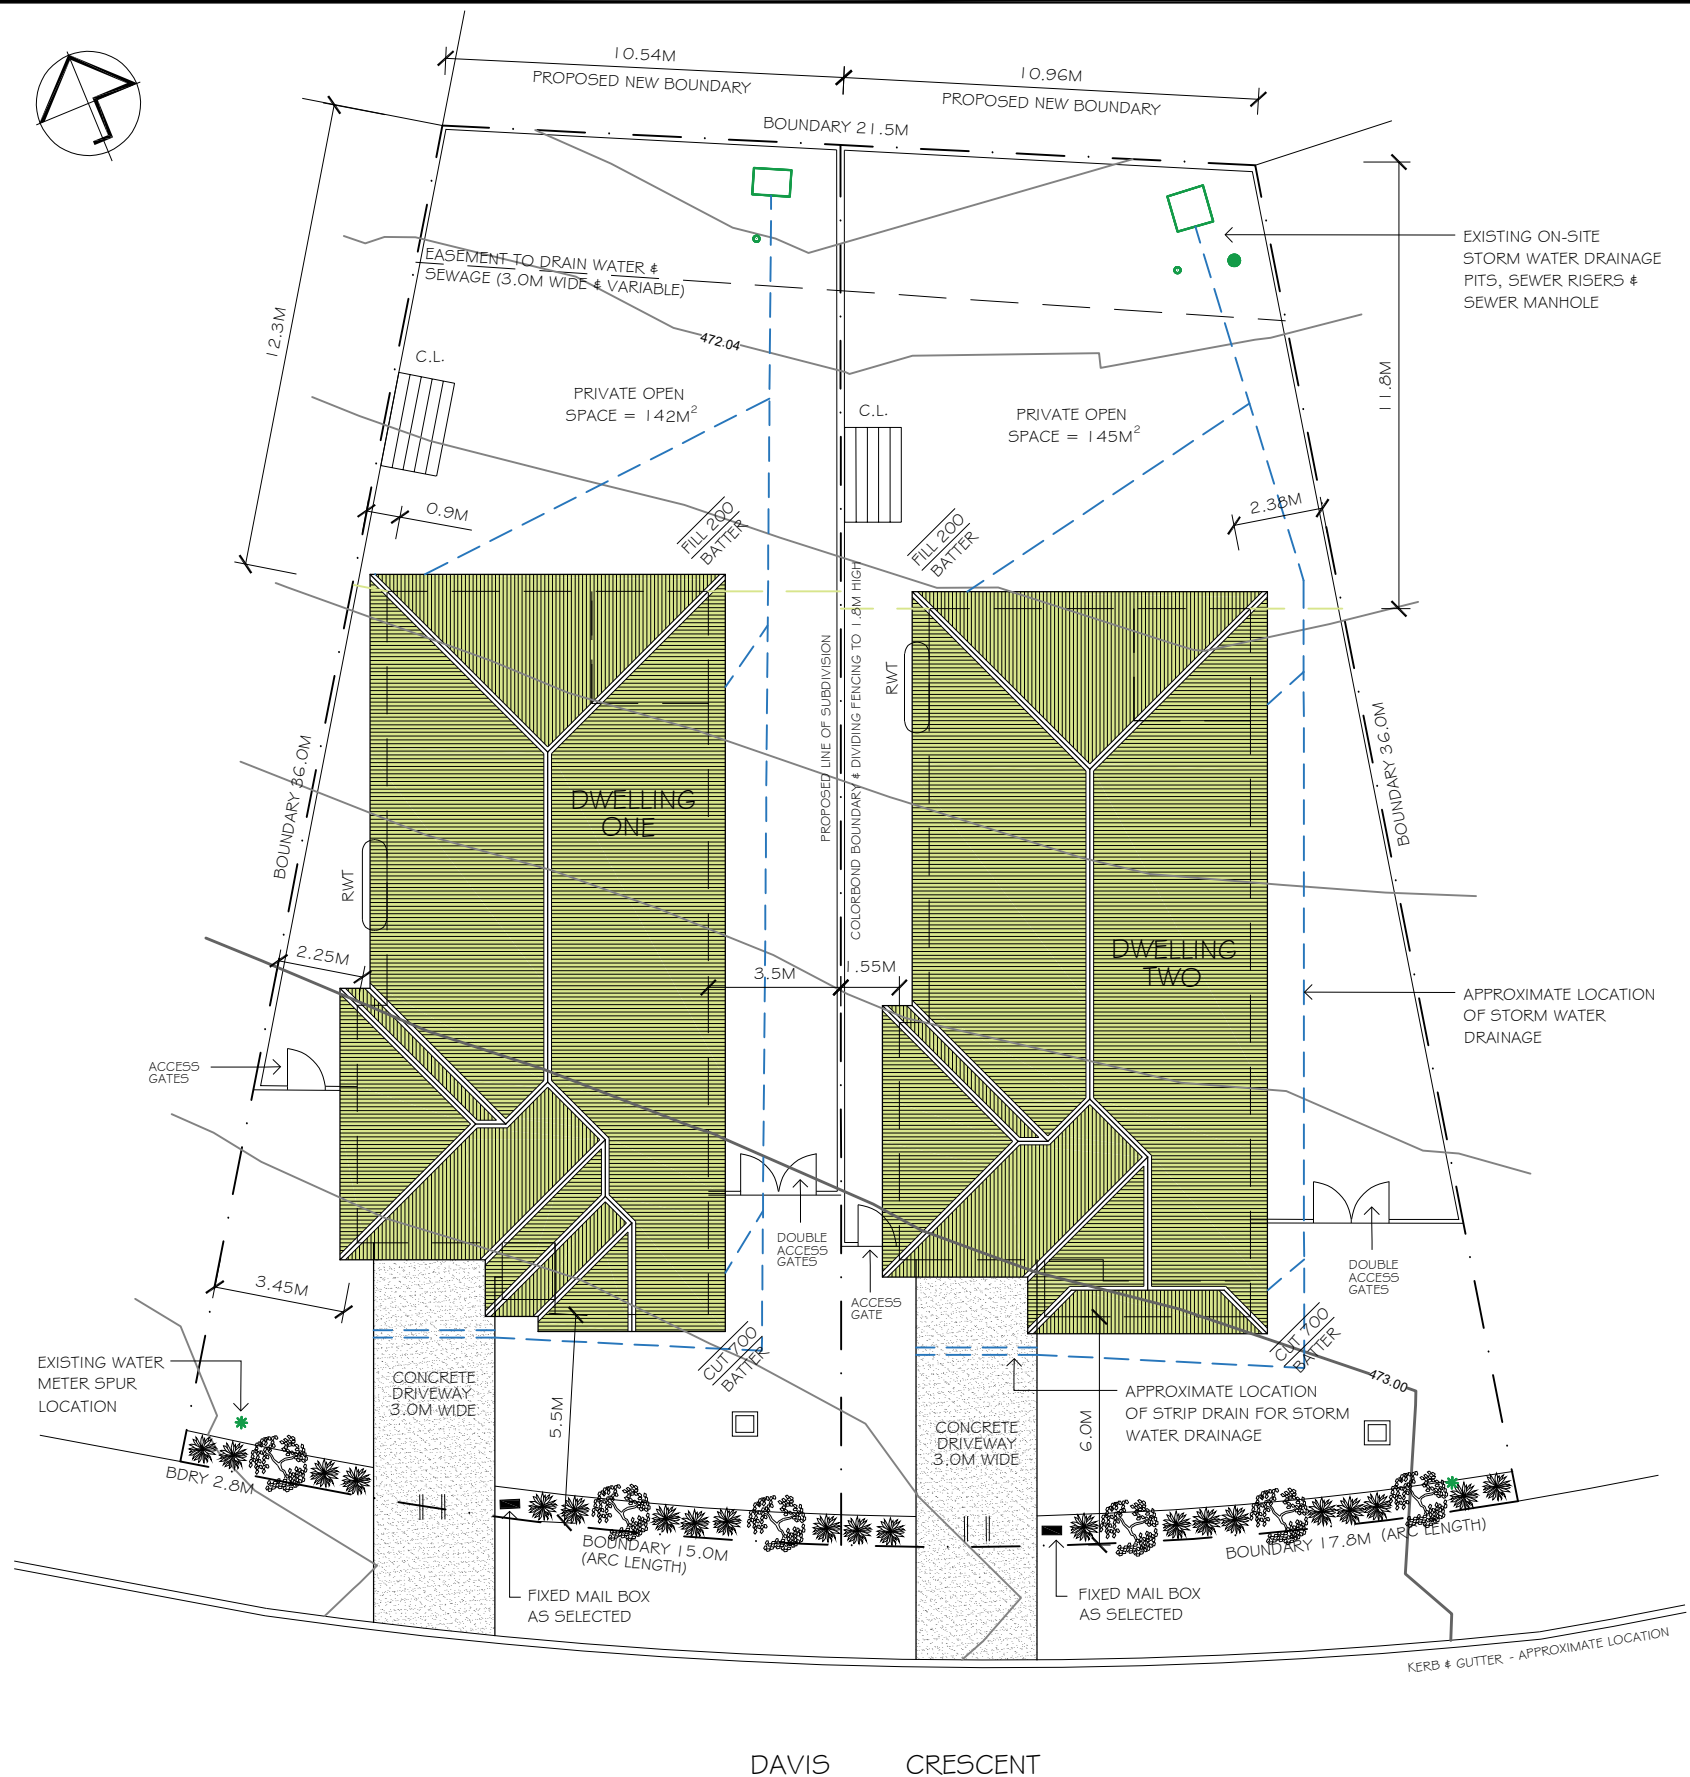 10.54M
PROPOSED NEW BOUNDARY
10.96M
PROPOSED NEW BOUNDARY
BOUNDARY 21.5M
EASEMENT TO DRAIN WATER &
SEWAGE (3.0M WIDE & VARIABLE)
EXISTING ON-SITE
STORM WATER DRAINAGE
PITS, SEWER RISERS &
SEWER MANHOLE
12.3M
472.04
C.L.
PRIVATE OPEN
SPACE = 142M²
C.L.
PRIVATE OPEN
SPACE = 145M²
11.8M
0.9M
FILL 200
BATTER
FILL 200
BATTER
2.38M
BOUNDARY 36.0M
RWT
DWELLING
ONE
PROPOSED LINE OF SUBDIVISION
COLORBOND BOUNDARY & DIVIDING FENCING TO 1.8M HIGH
RWT
DWELLING
TWO
BOUNDARY 36.0M
2.25M
3.5M
1.55M
APPROXIMATE LOCATION
OF STORM WATER
DRAINAGE
ACCESS
GATES
DOUBLE
ACCESS
GATES
ACCESS
GATE
DOUBLE
ACCESS
GATES
3.45M
EXISTING WATER
METER SPUR
LOCATION
CONCRETE
DRIVEWAY
3.0M WIDE
5.5M
CUT 700
BATTER
CONCRETE
DRIVEWAY
3.0M WIDE
6.0M
APPROXIMATE LOCATION
OF STRIP DRAIN FOR STORM
WATER DRAINAGE
CUT 700
BATTER
473.00
BDRY 2.8M
BOUNDARY 15.0M
(ARC LENGTH)
BOUNDARY 17.8M (ARC LENGTH)
FIXED MAIL BOX
AS SELECTED
FIXED MAIL BOX
AS SELECTED
KERB & GUTTER - APPROXIMATE LOCATION
DAVIS CRESCENT